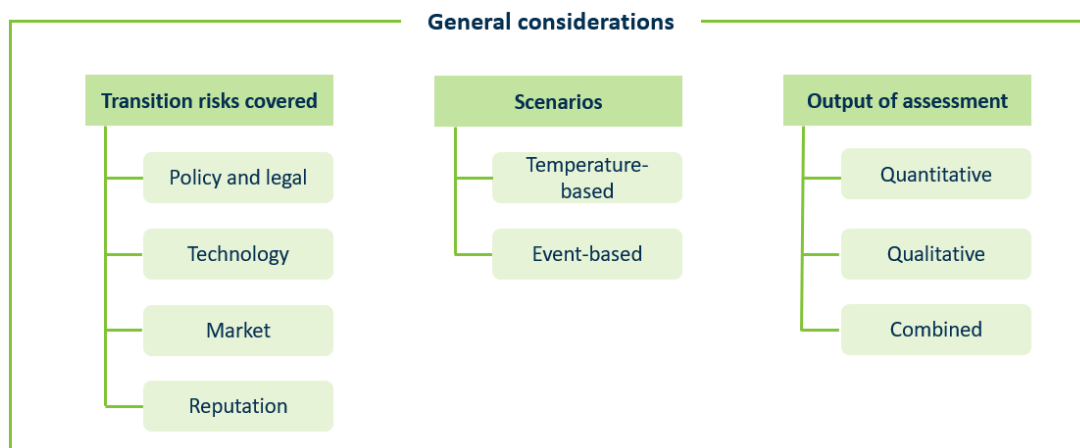 General considerations
Transition risks covered
Policy and legal
Technology
Market
Reputation
Scenarios
Temperature-
based
Event-based
Output of assessment
Quantitative
Qualitative
Combined